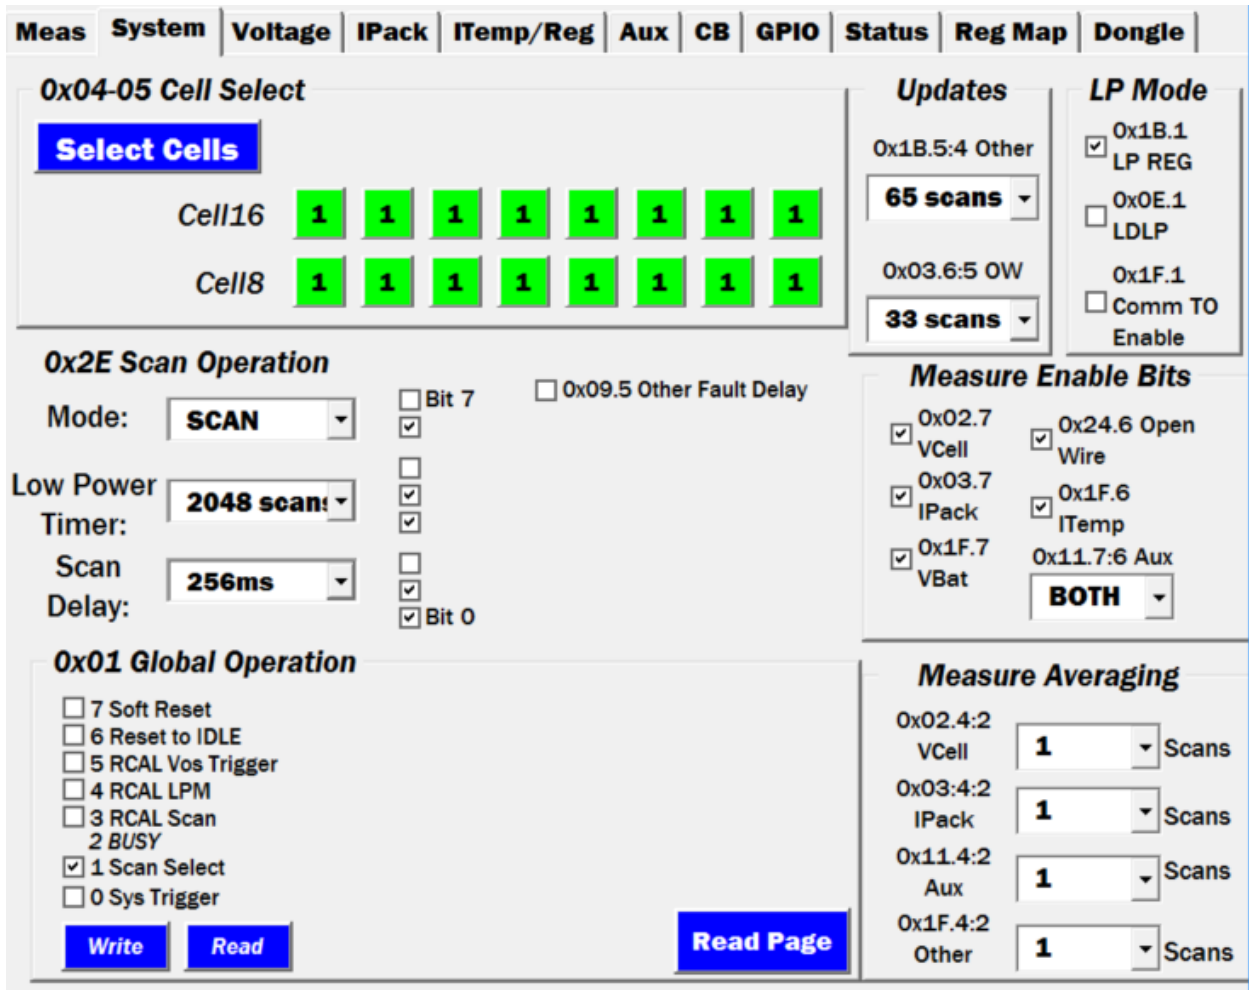 Meas System Voltage IPack ITemp/Reg Aux CB GPIO Status Reg Map Dongle
0x04-05 Cell Select
Select Cells
Cell16 1 1 1 1 1 1 1 1
Cell8 1 1 1 1 1 1 1 1
Updates
0x1B.5:4 Other
65 scans
0x03.6:5 OW
33 scans
LP Mode
0x1B.1
LP REG
0x0E.1
LDLP
0x1F.1
Comm TO
Enable
0x2E Scan Operation
Mode: SCAN
Low Power
Timer:
2048 scans
Scan
Delay:
256ms
Bit 7
Bit 0
0x09.5 Other Fault Delay
Measure Enable Bits
0x02.7
VCell
0x03.7
IPack
0x1F.7
VBat
0x24.6 Open
Wire
0x1F.6
ITemp
0x11.7:6 Aux
BOTH
0x01 Global Operation
7 Soft Reset
6 Reset to IDLE
5 RCAL Vos Trigger
4 RCAL LPM
3 RCAL Scan
2 BUSY
1 Scan Select
0 Sys Trigger
Write Read
Read Page
Measure Averaging
0x02.4:2
VCell
1 Scans
0x03:4:2
IPack
1 Scans
0x11.4:2
Aux
1 Scans
0x1F.4:2
Other
1 Scans